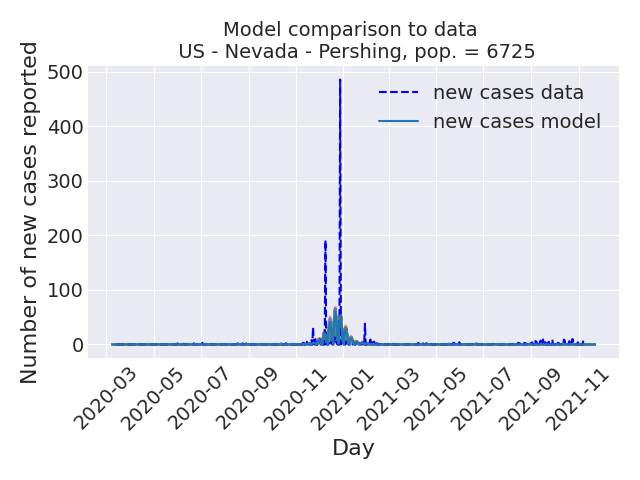 Model comparison to data
US - Nevada - Pershing, pop. = 6725
Number of new cases reported
500
400
300
200
100
0
new cases data
new cases model
2020-03
2020-05
2020-07
2020-09
2020-11
2021-01
2021-03
2021-05
2021-07
2021-09
2021-11
Day